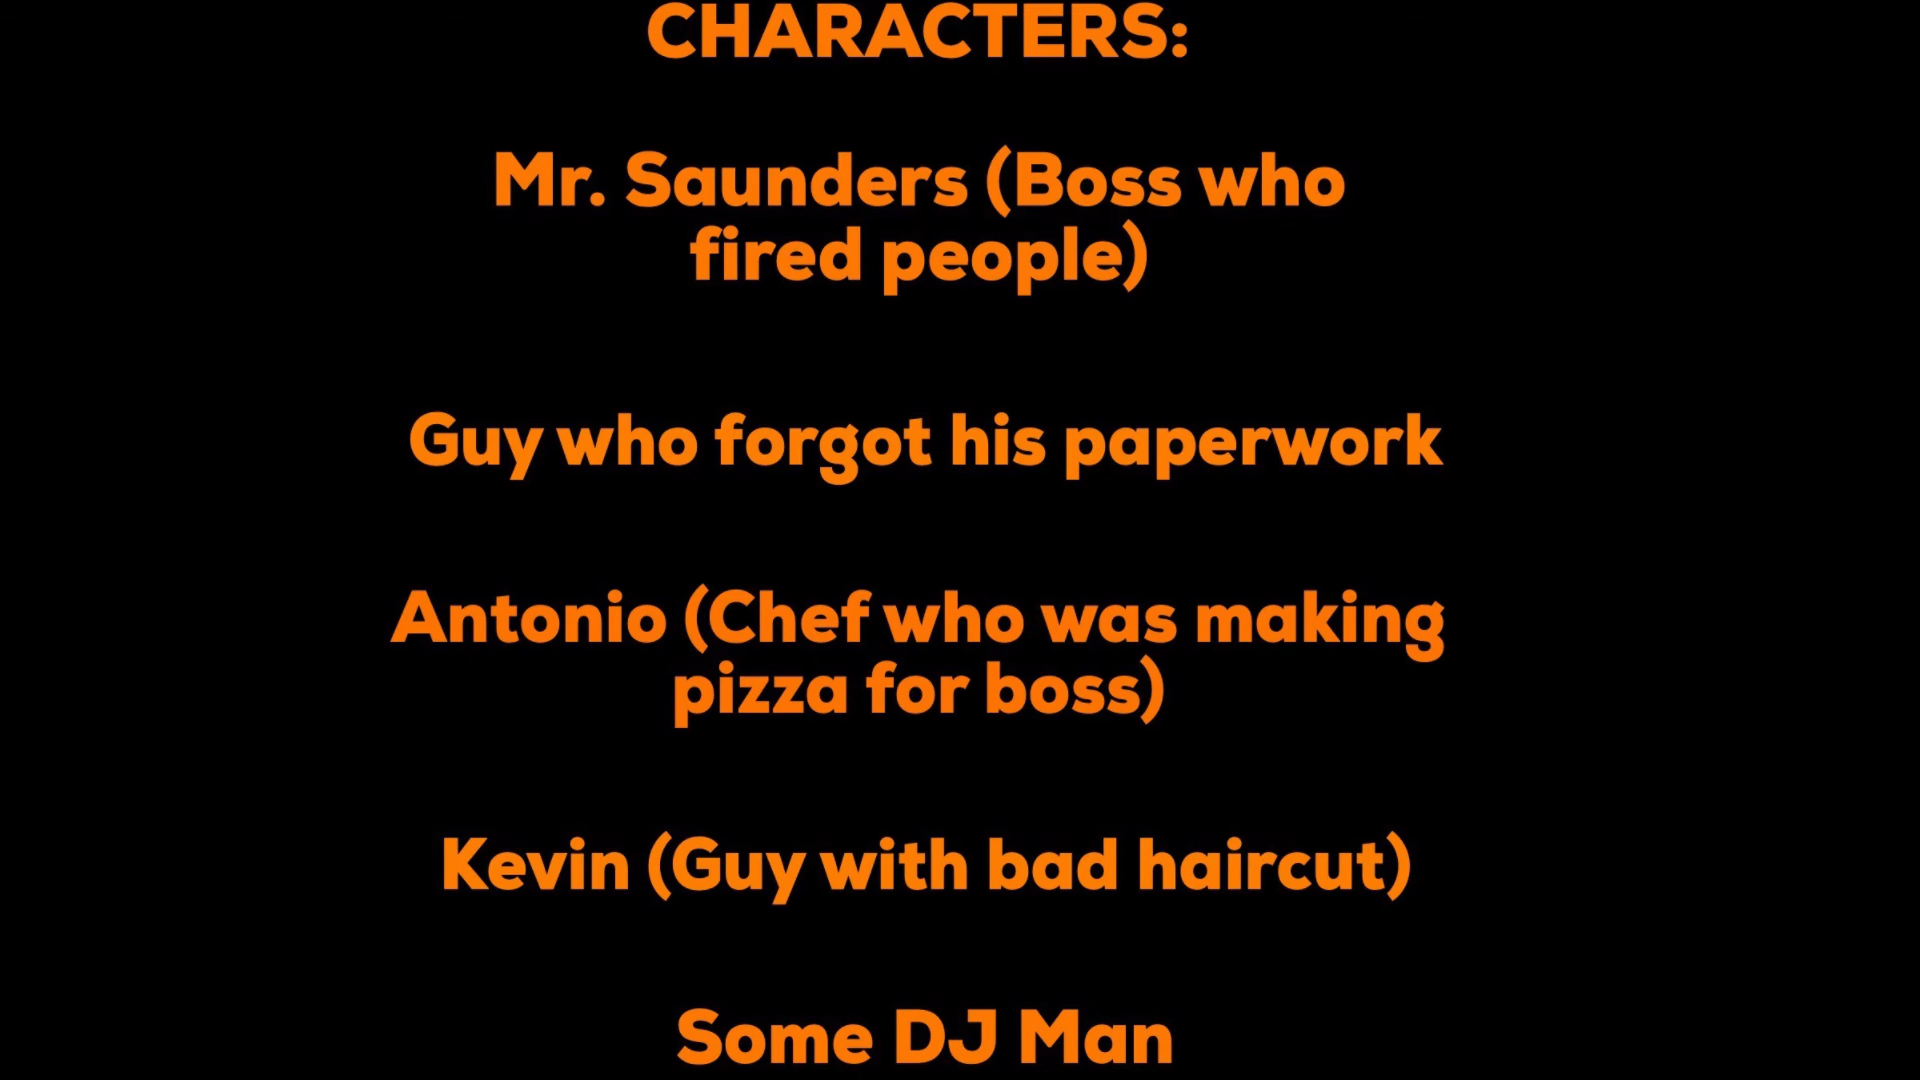 CHARACTERS:
Mr. Saunders (Boss who
fired people)
Guy who forgot his paperwork
Antonio (Chef who was making
pizza for boss)
Kevin (Guy with bad haircut)
Some DJ Man